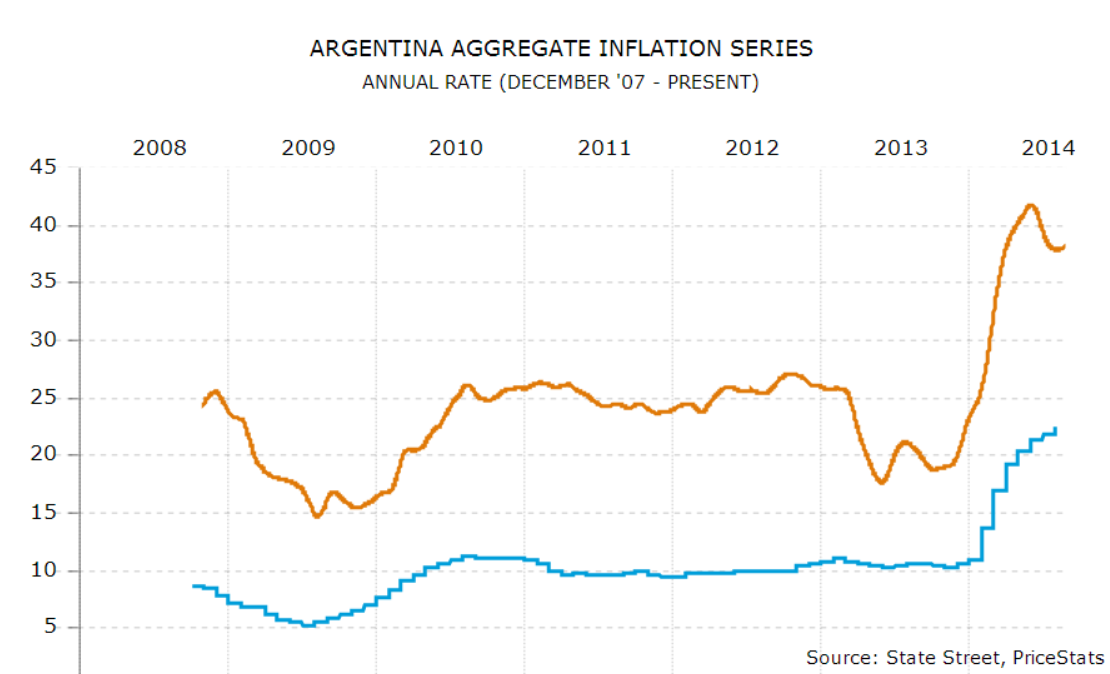 ARGENTINA AGGREGATE INFLATION SERIES
ANNUAL RATE (DECEMBER '07 - PRESENT)
2008 2009 2010 2011 2012 2013 2014
45
40
35
30
25
20
15
10
5
Source: State Street, PriceStats